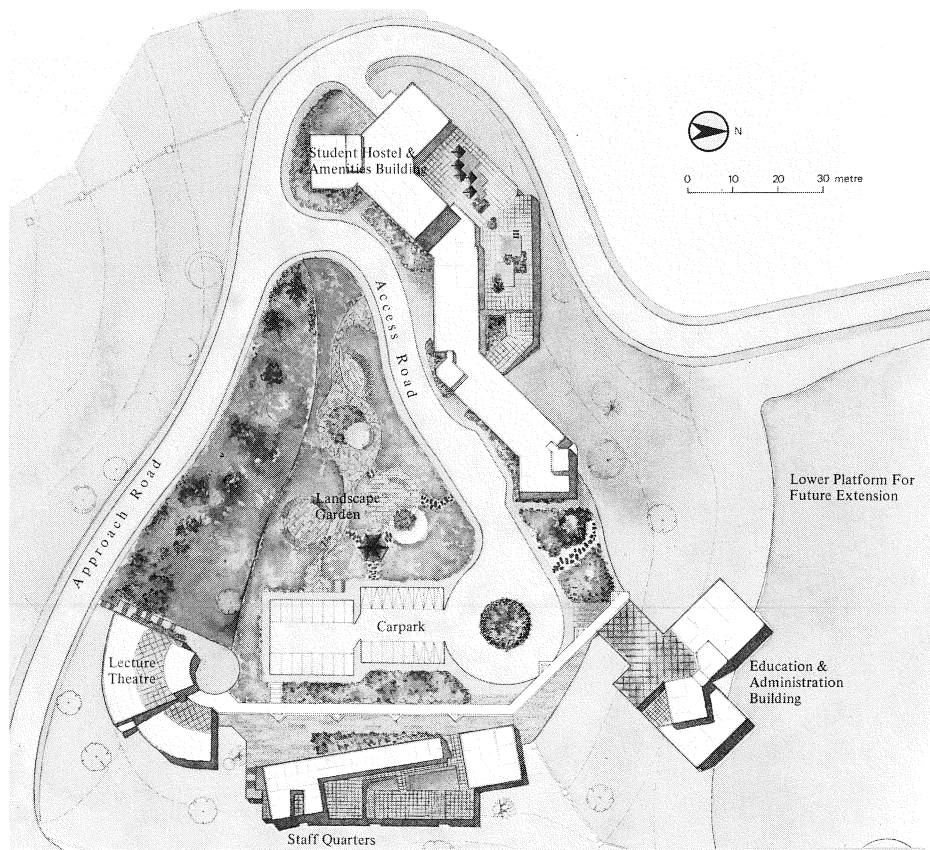 N
0 10 20 30 metre
Student Hostel &
Amenities Building
Access Road
Approach Road
Landscape
Garden
Lower Platform For
Future Extension
Carpark
Lecture
Theatre
Education &
Administration
Building
Staff Quarters